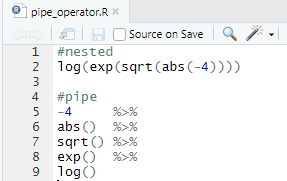 pipe_operator.R
Source on Save
1 #nested
2 log(exp(sqrt(abs(-4))))
3
4 #pipe
5 -4     %>%
6 abs()  %>%
7 sqrt() %>%
8 exp()  %>%
9 log()